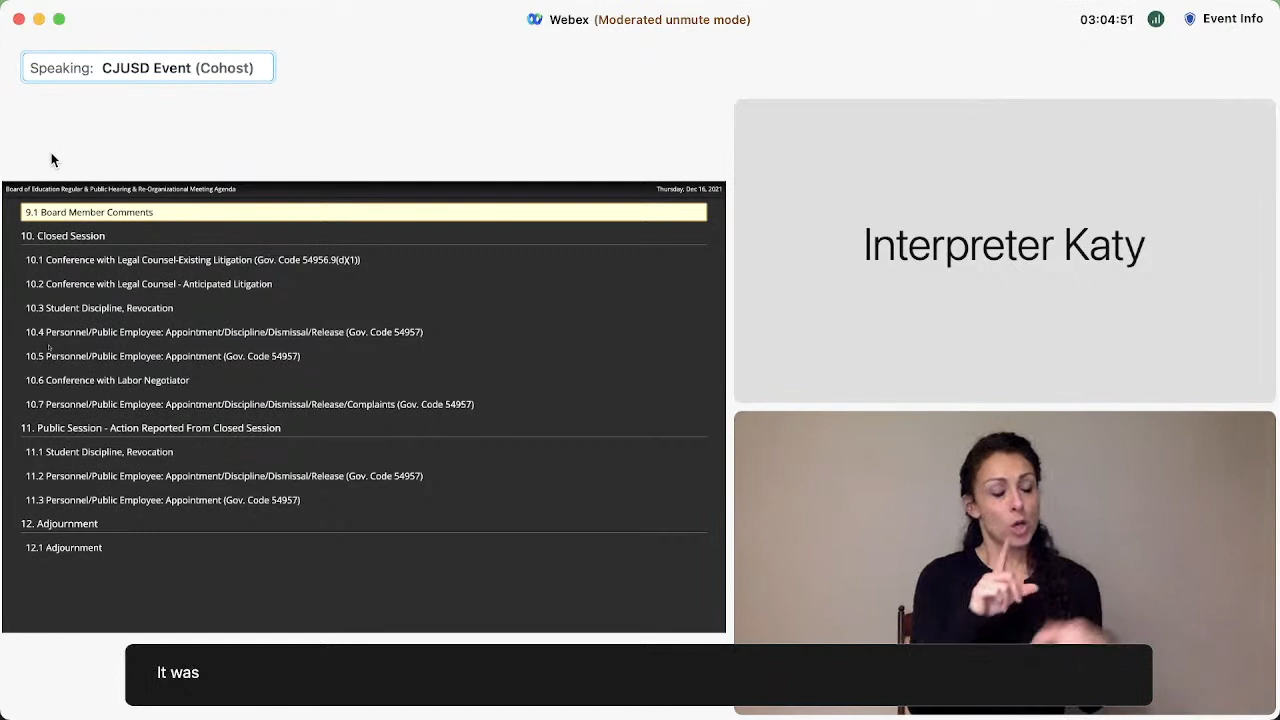 Webex (Moderated unmute mode)
03:04:51
Event Info
Speaking: CJUSD Event (Cohost)
Board of Education Regular & Public Hearing & Re-Organizational Meeting Agenda
Thursday, Dec 16, 2021
9.1 Board Member Comments
10. Closed Session
10.1 Conference with Legal Counsel-Existing Litigation (Gov. Code 54956.9(d)(1))
10.2 Conference with Legal Counsel - Anticipated Litigation
10.3 Student Discipline, Revocation
10.4 Personnel/Public Employee: Appointment/Discipline/Dismissal/Release (Gov. Code 54957)
10.5 Personnel/Public Employee: Appointment (Gov. Code 54957)
10.6 Conference with Labor Negotiator
10.7 Personnel/Public Employee: Appointment/Discipline/Dismissal/Release/Complaints (Gov. Code 54957)
11. Public Session - Action Reported From Closed Session
11.1 Student Discipline, Revocation
11.2 Personnel/Public Employee: Appointment/Discipline/Dismissal/Release (Gov. Code 54957)
11.3 Personnel/Public Employee: Appointment (Gov. Code 54957)
12. Adjournment
12.1 Adjournment
Interpreter Katy
It was